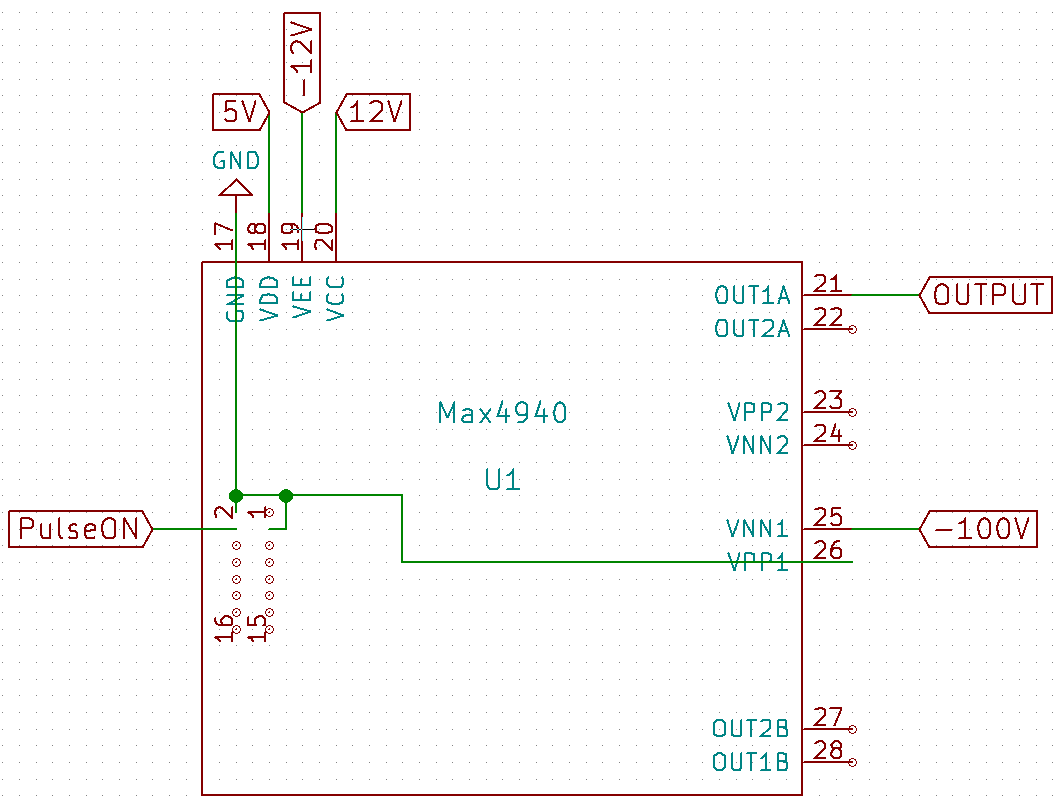 -12V
5V
12V
GND
17
18
19
20
GND
VDD
VEE
VCC
OUT1A
21
OUTPUT
OUT2A
22
Max4940
VPP2
23
VNN2
24
U1
2
1
PulseON
VNN1
25
-100V
VPP1
26
16
15
OUT2B
27
OUT1B
28